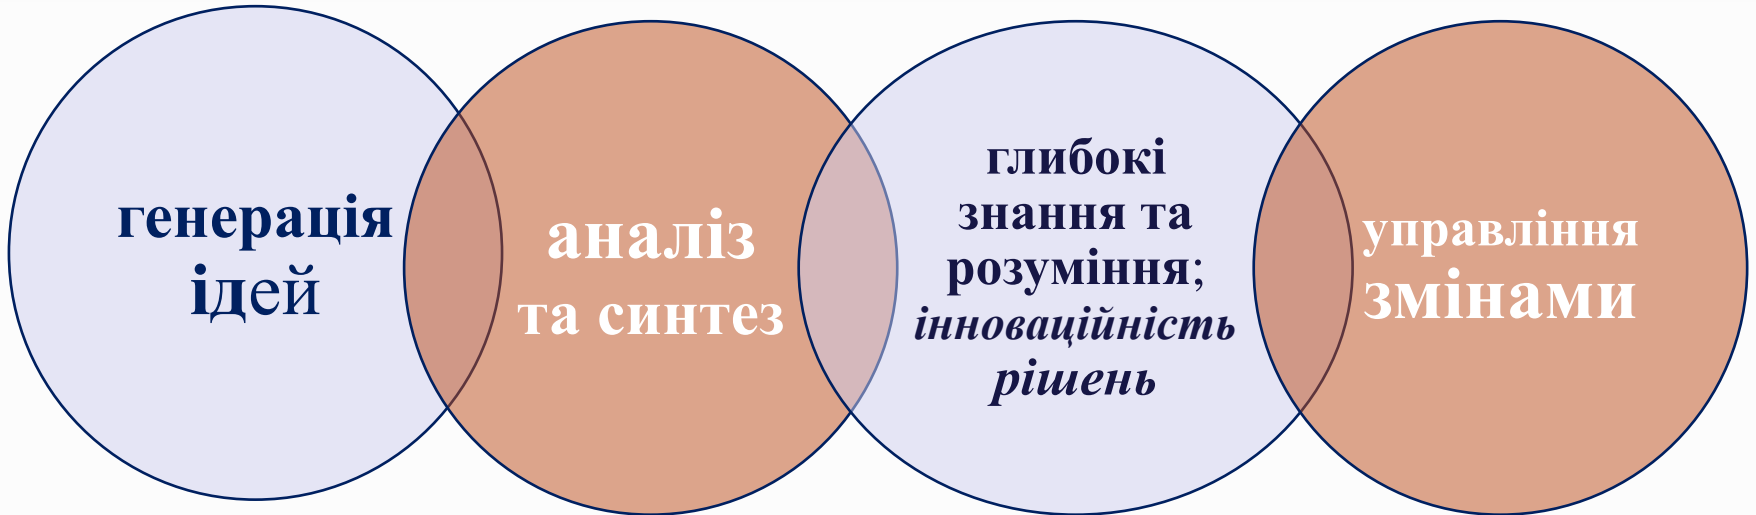 генерація
ідей
аналіз
та синтез
глибокі
знання та
розуміння;
інноваційність
рішень
управління
змінами